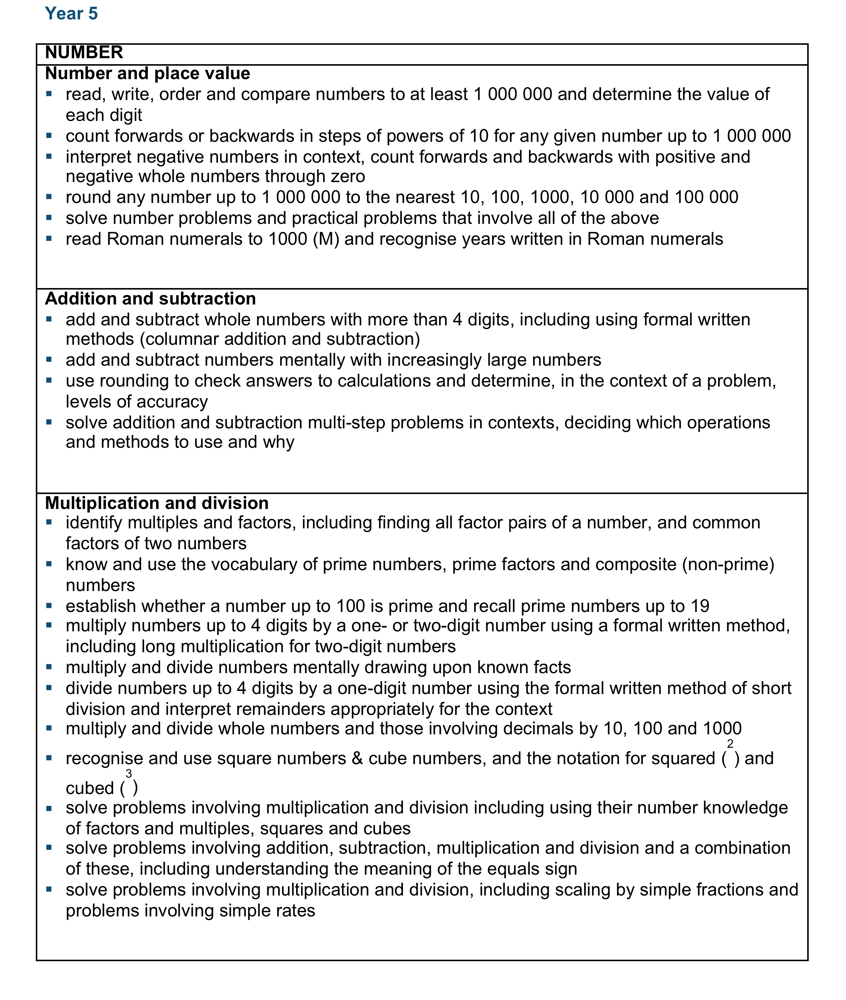 Year 5
NUMBER
Number and place value
▪ read, write, order and compare numbers to at least 1 000 000 and determine the value of
each digit
▪ count forwards or backwards in steps of powers of 10 for any given number up to 1 000 000
▪ interpret negative numbers in context, count forwards and backwards with positive and
negative whole numbers through zero
▪ round any number up to 1 000 000 to the nearest 10, 100, 1000, 10 000 and 100 000
▪ solve number problems and practical problems that involve all of the above
▪ read Roman numerals to 1000 (M) and recognise years written in Roman numerals
Addition and subtraction
▪ add and subtract whole numbers with more than 4 digits, including using formal written
methods (columnar addition and subtraction)
▪ add and subtract numbers mentally with increasingly large numbers
▪ use rounding to check answers to calculations and determine, in the context of a problem,
levels of accuracy
▪ solve addition and subtraction multi-step problems in contexts, deciding which operations
and methods to use and why
Multiplication and division
▪ identify multiples and factors, including finding all factor pairs of a number, and common
factors of two numbers
▪ know and use the vocabulary of prime numbers, prime factors and composite (non-prime)
numbers
▪ establish whether a number up to 100 is prime and recall prime numbers up to 19
▪ multiply numbers up to 4 digits by a one- or two-digit number using a formal written method,
including long multiplication for two-digit numbers
▪ multiply and divide numbers mentally drawing upon known facts
▪ divide numbers up to 4 digits by a one-digit number using the formal written method of short
division and interpret remainders appropriately for the context
▪ multiply and divide whole numbers and those involving decimals by 10, 100 and 1000
▪ recognise and use square numbers & cube numbers, and the notation for squared (²) and
cubed (³)
▪ solve problems involving multiplication and division including using their number knowledge
of factors and multiples, squares and cubes
▪ solve problems involving addition, subtraction, multiplication and division and a combination
of these, including understanding the meaning of the equals sign
▪ solve problems involving multiplication and division, including scaling by simple fractions and
problems involving simple rates